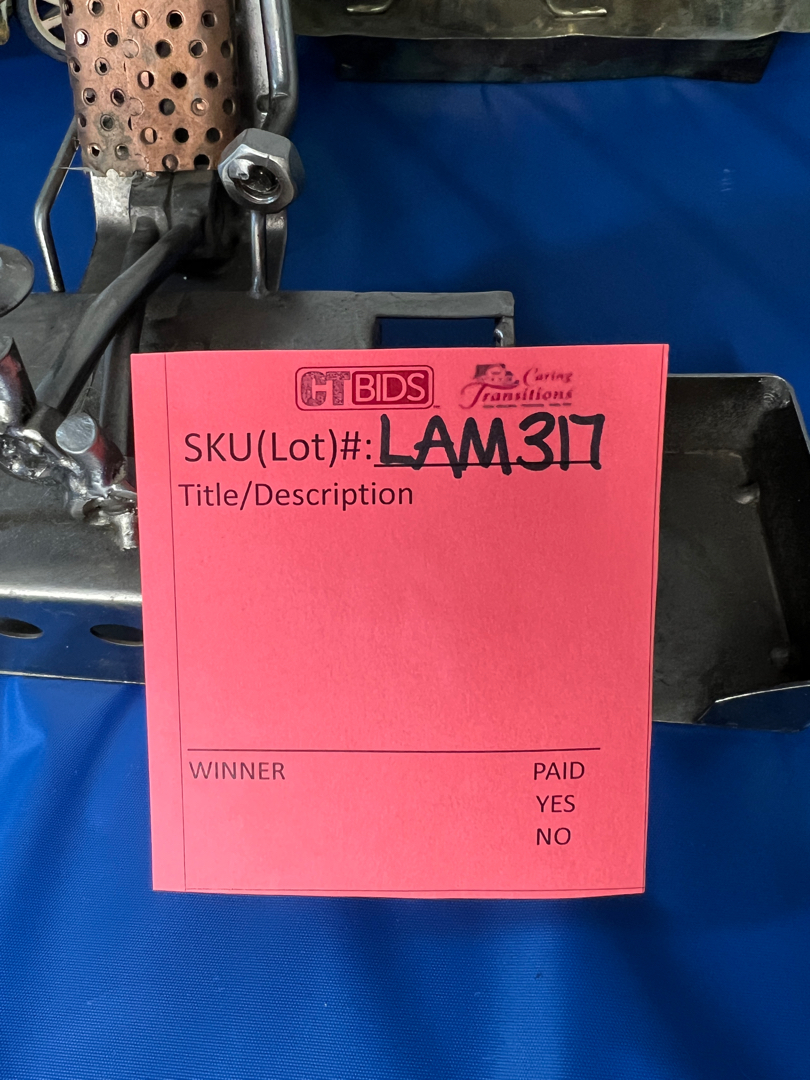 CTBIDS
Caring
Transitions
SKU(Lot)#: LAM317
Title/Description
WINNER
PAID
YES
NO